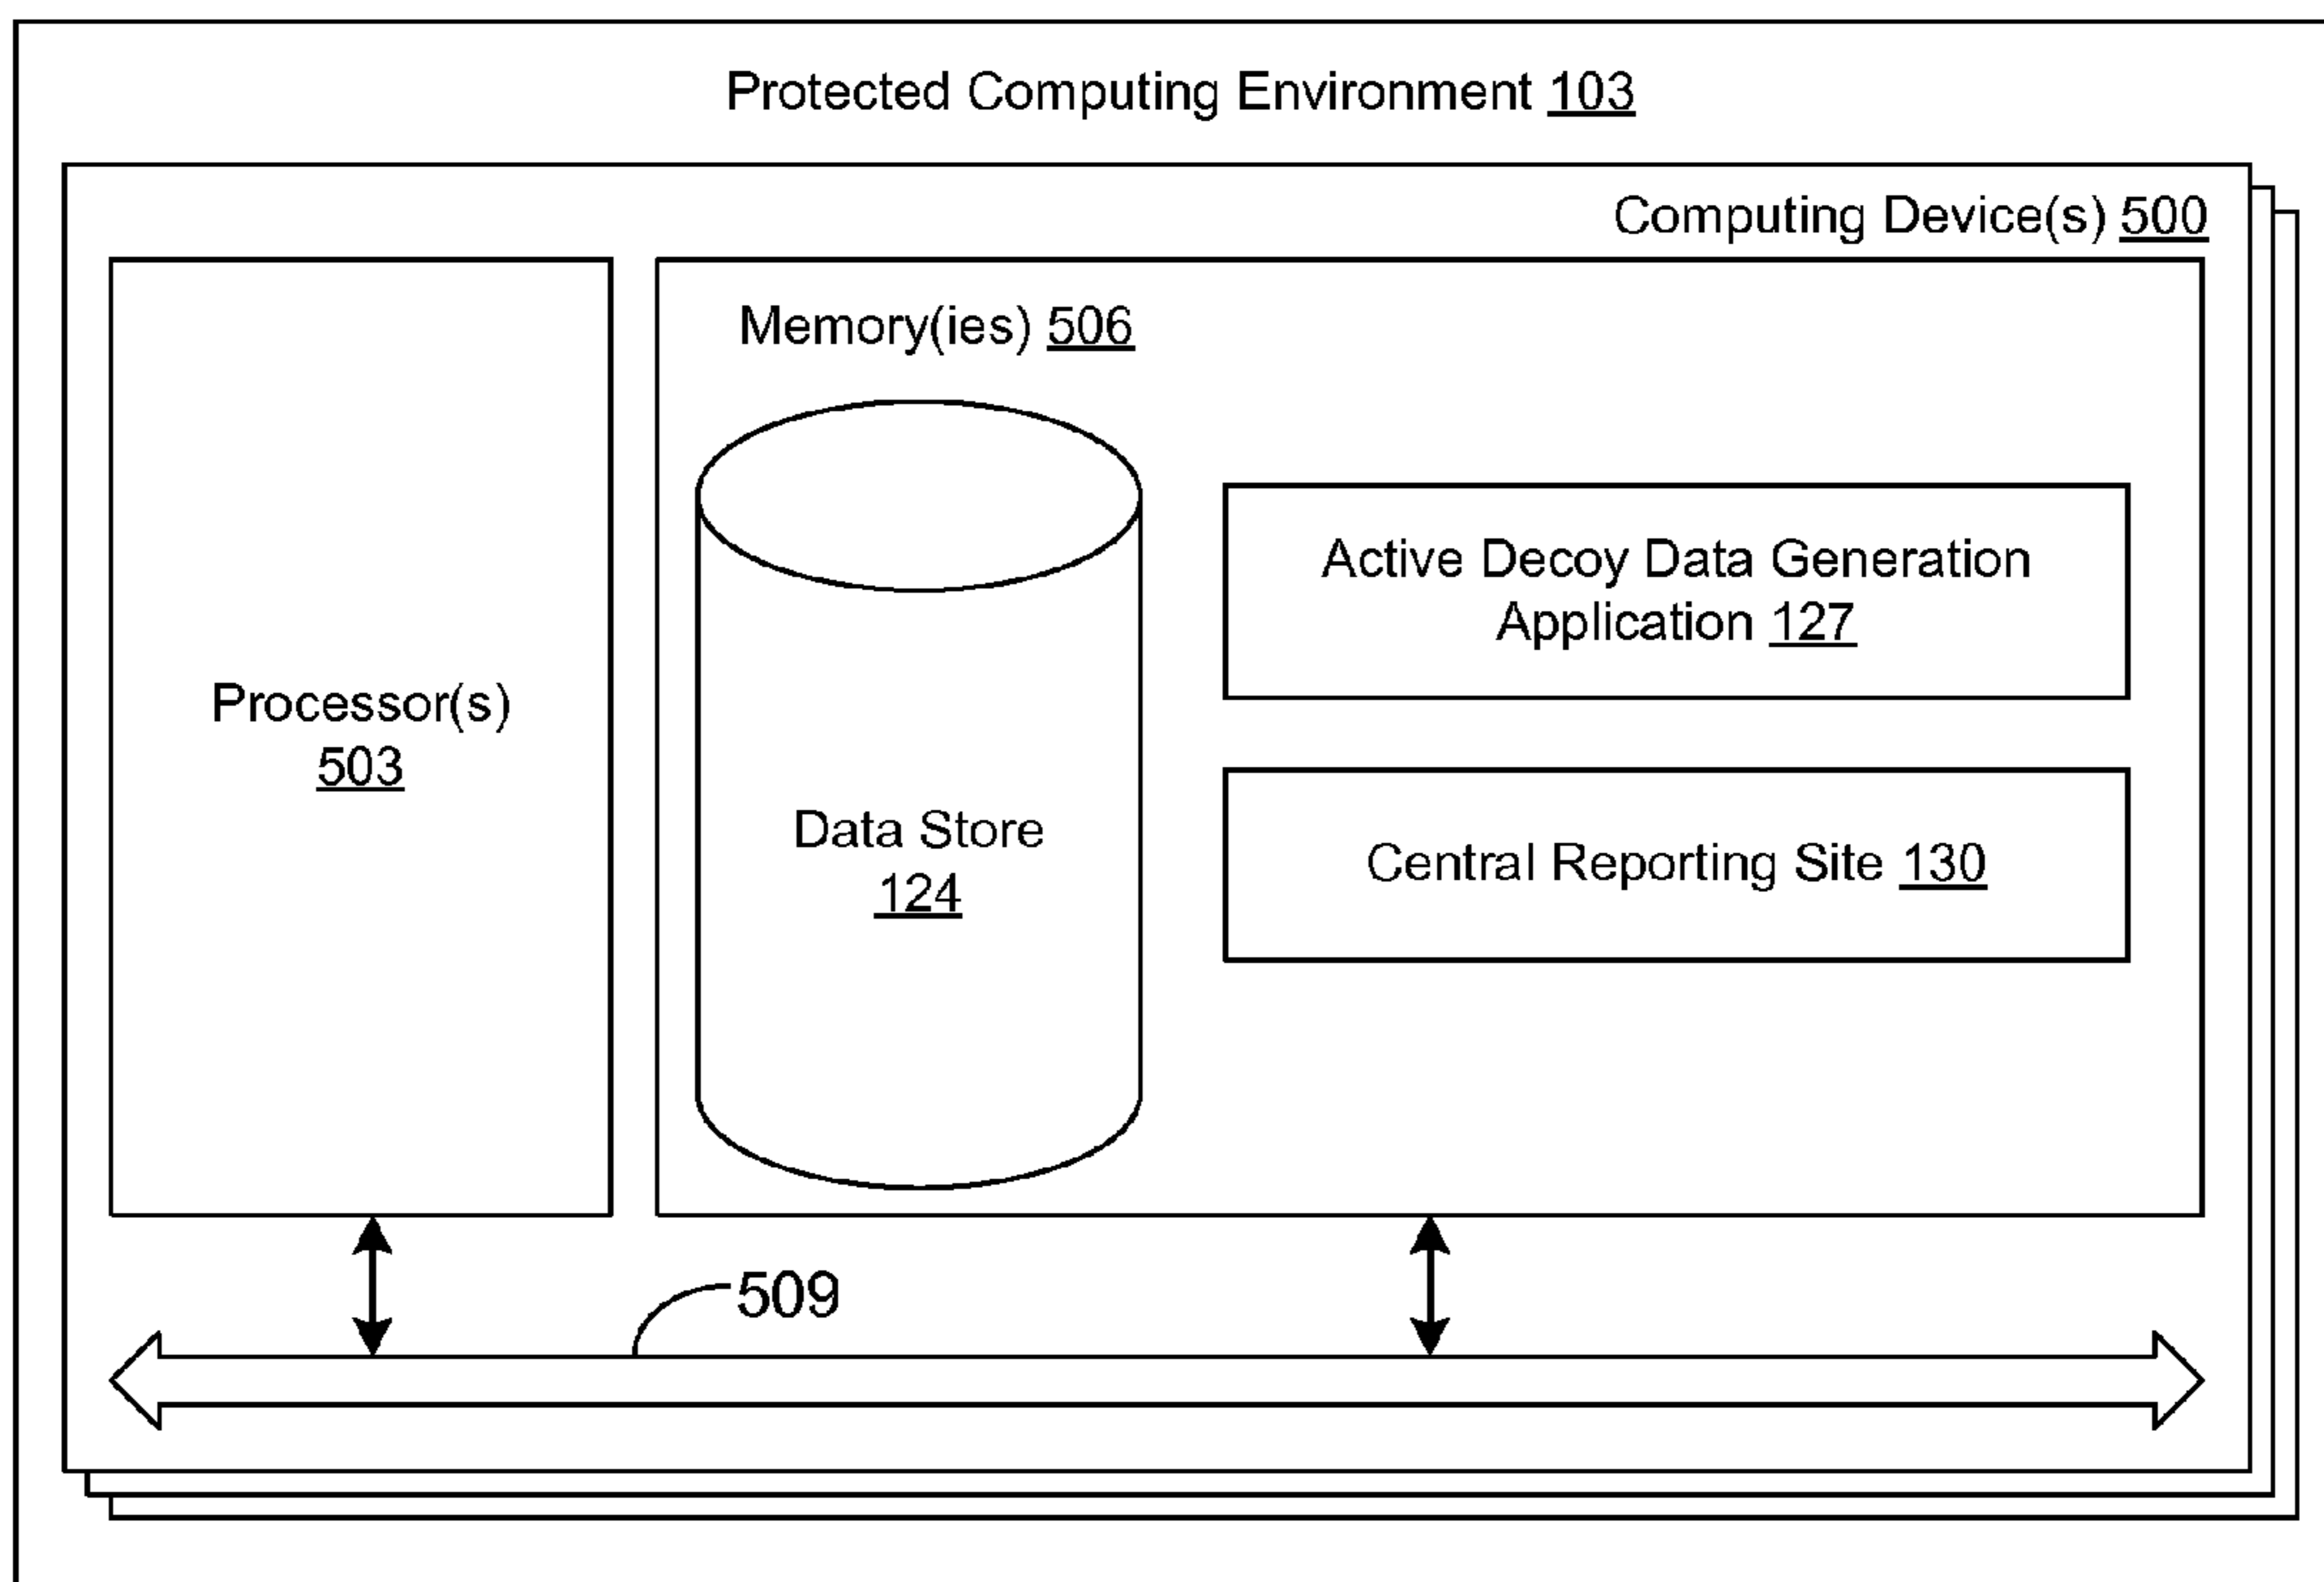 Protected Computing Environment 103
Computing Device(s) 500
Memory(ies) 506
Active Decoy Data Generation
Application 127
Processor(s)
503
Data Store
124
Central Reporting Site 130
509